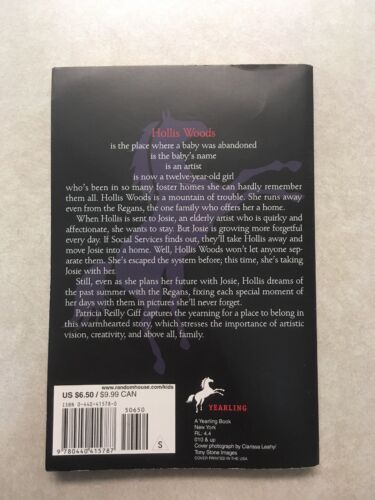 Hollis Woods
is the place where a baby was abandoned
is the baby's name
is an artist
is now a twelve-year-old girl
who's been in so many foster homes she can hardly remember
them all. Hollis Woods is a mountain of trouble. She runs away
even from the Regans, the one family who offers her a home.
When Hollis is sent to Josie, an elderly artist who is quirky and
affectionate, she wants to stay. But Josie is growing more forgetful
every day. If Social Services finds out, they'll take Hollis away and
move Josie into a home. Well, Hollis Woods won't let anyone sep-
arate them. She's escaped the system before; this time, she's taking
Josie with her.
Still, even as she plans her future with Josie, Hollis dreams of
the past summer with the Regans, fixing each special moment of
her days with them in pictures she'll never forget.
Patricia Reilly Giff captures the yearning for a place to belong in
this warmhearted story, which stresses the importance of artistic
vision, creativity, and above all, family.
www.randomhouse.com/kids
US $6.50 / $9.99 CAN
ISBN 0-440-41578-0
50650
9 780440 415787
S
YEARLING
A Yearling Book
New York
RL: 4.4
010 & up
Cover photograph by Clarissa Leahy/
Tony Stone Images
COVER PRINTED IN THE USA